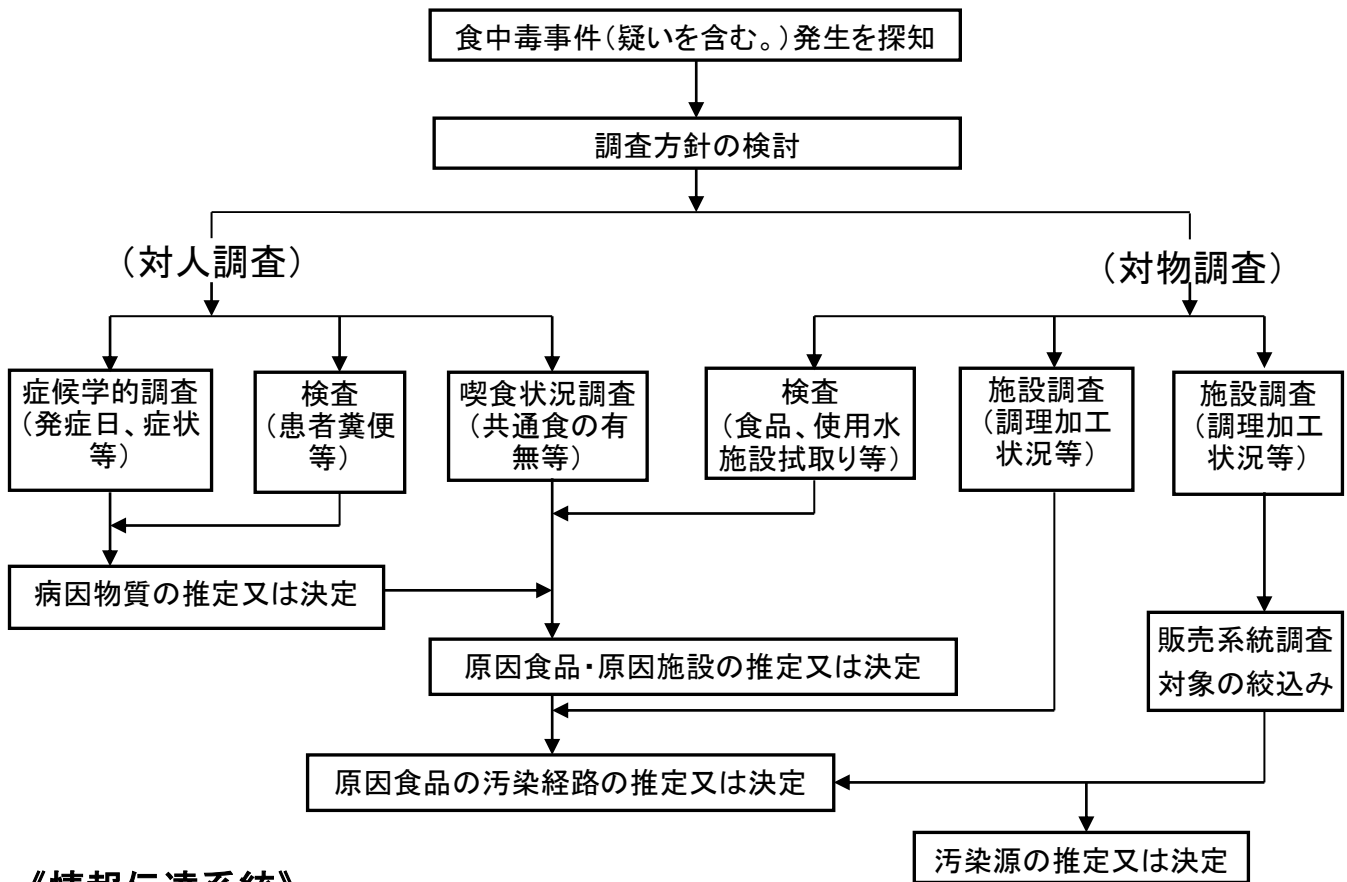 食中毒事件（疑いを含む。）発生を探知
調査方針の検討
（対人調査）
（対物調査）
症候学的調査
（発症日、症状
等）
検査
（患者糞便
等）
喫食状況調査
（共通食の有
無等）
検査
（食品、使用水
施設拭取り等）
施設調査
（調理加工
状況等）
施設調査
（調理加工
状況等）
病因物質の推定又は決定
原因食品・原因施設の推定又は決定
販売系統調査
対象の絞込み
原因食品の汚染経路の推定又は決定
汚染源の推定又は決定
《情報伝達系統》